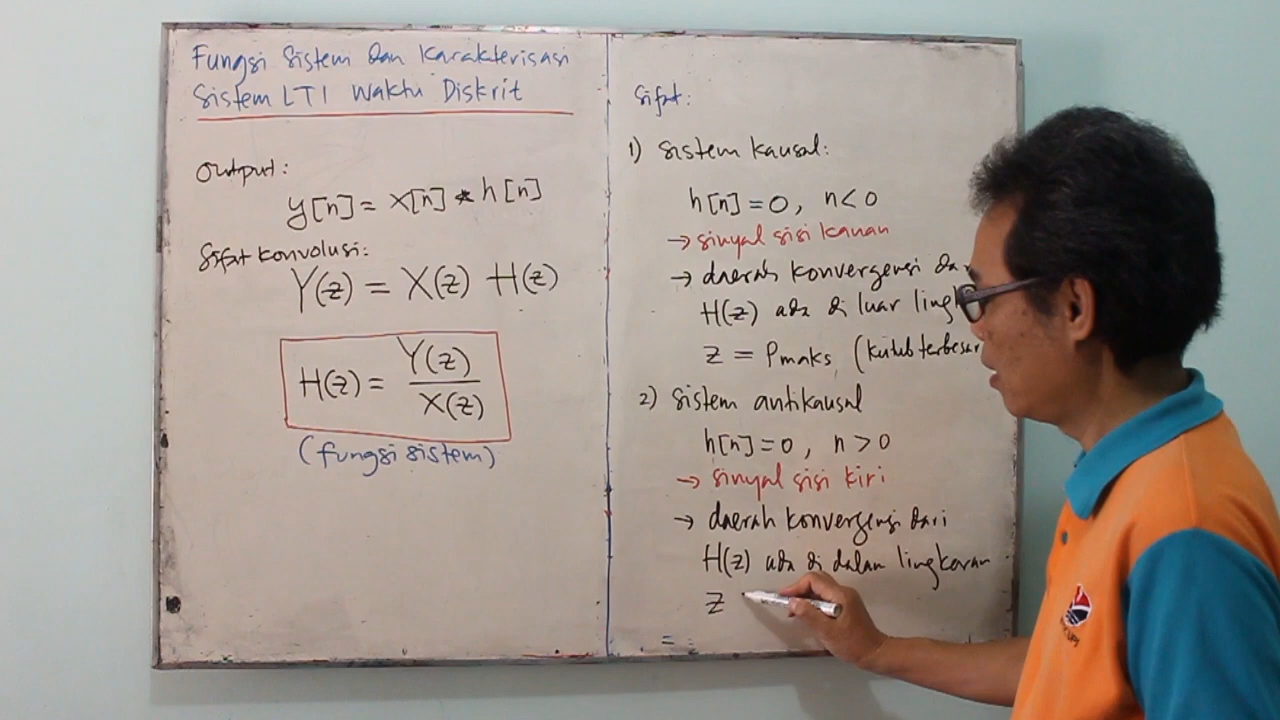 Fungsi Sistem dan Karakterisasi
Sistem LTI Waktu Diskrit
Output:
y[n] = x[n] * h[n]
Sifat konvolusi:
Y(z) = X(z) H(z)
H(z) = Y(z) / X(z)
(fungsi sistem)
Sifat:
1) Sistem kausal:
h[n] = 0, n < 0
→ sinyal sisi kanan
→ daerah konvergensi
H(z) ada di luar
z = Pmaks (kutub terbesar
2) Sistem antikausal
h[n] = 0, n > 0
→ sinyal sisi kiri
→ daerah konvergensi dari
H(z) ada di dalam lingkaran
z